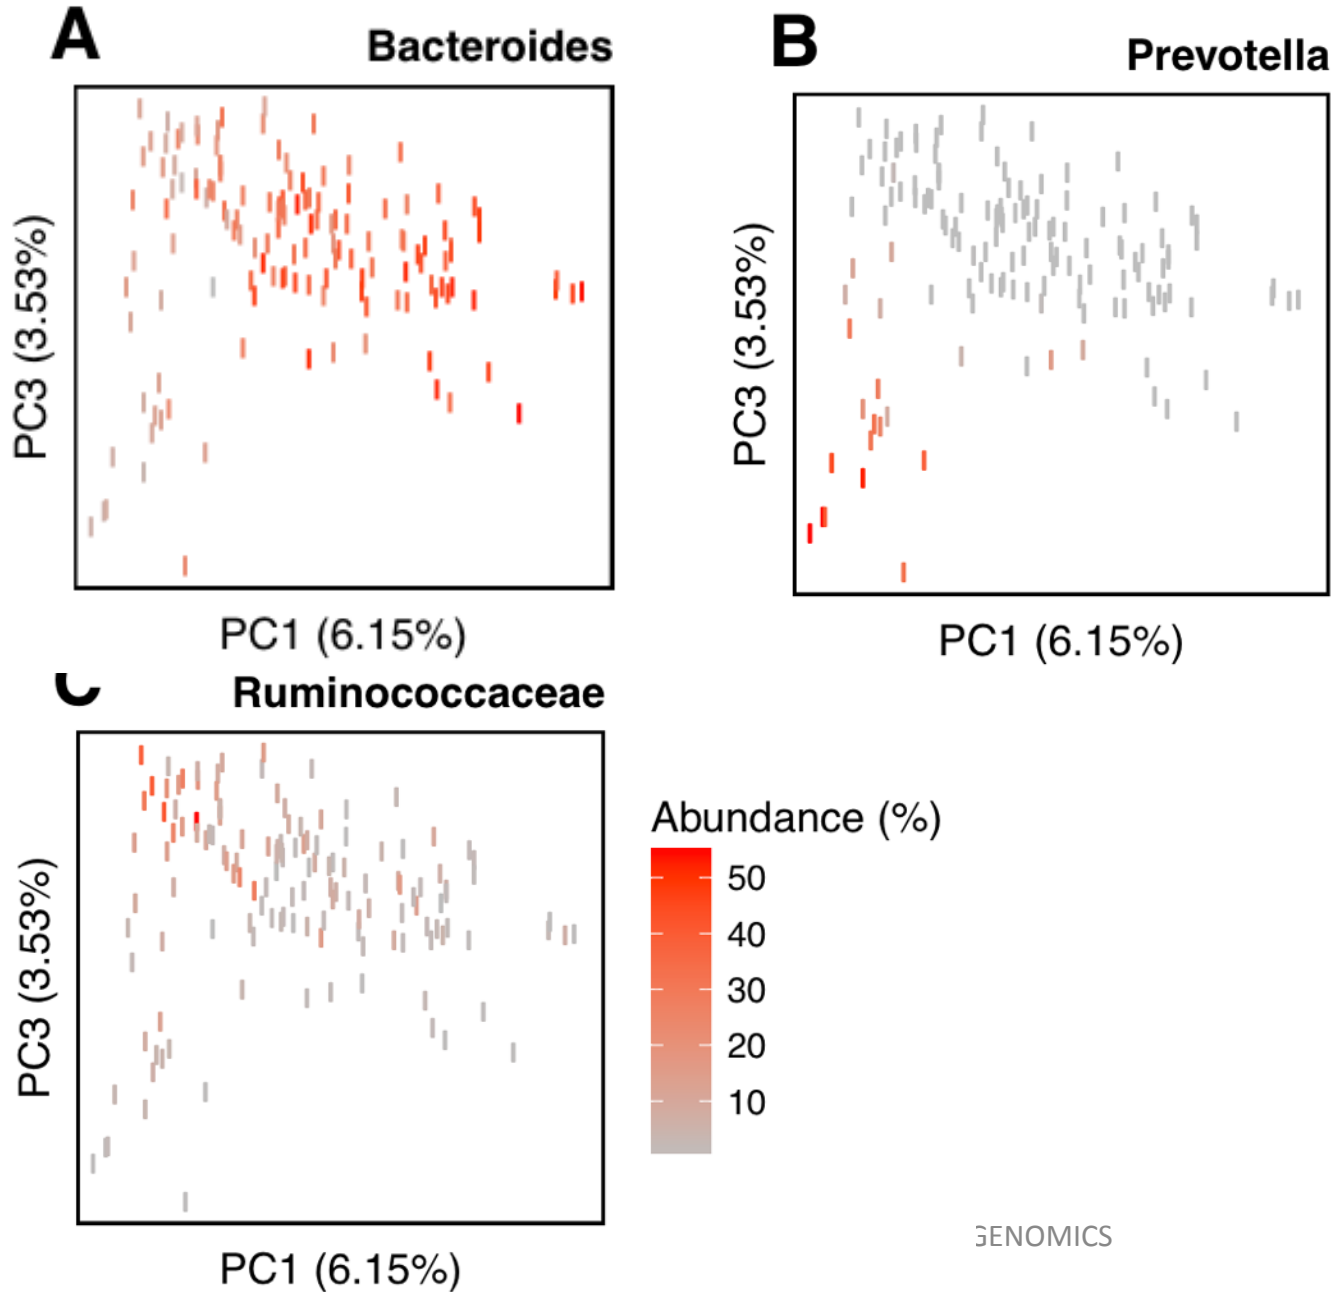 A
Bacteroides
PC3 (3.53%)
PC1 (6.15%)
B
Prevotella
PC3 (3.53%)
PC1 (6.15%)
C
Ruminococcaceae
PC3 (3.53%)
PC1 (6.15%)
Abundance (%)
50
40
30
20
10
GENOMICS